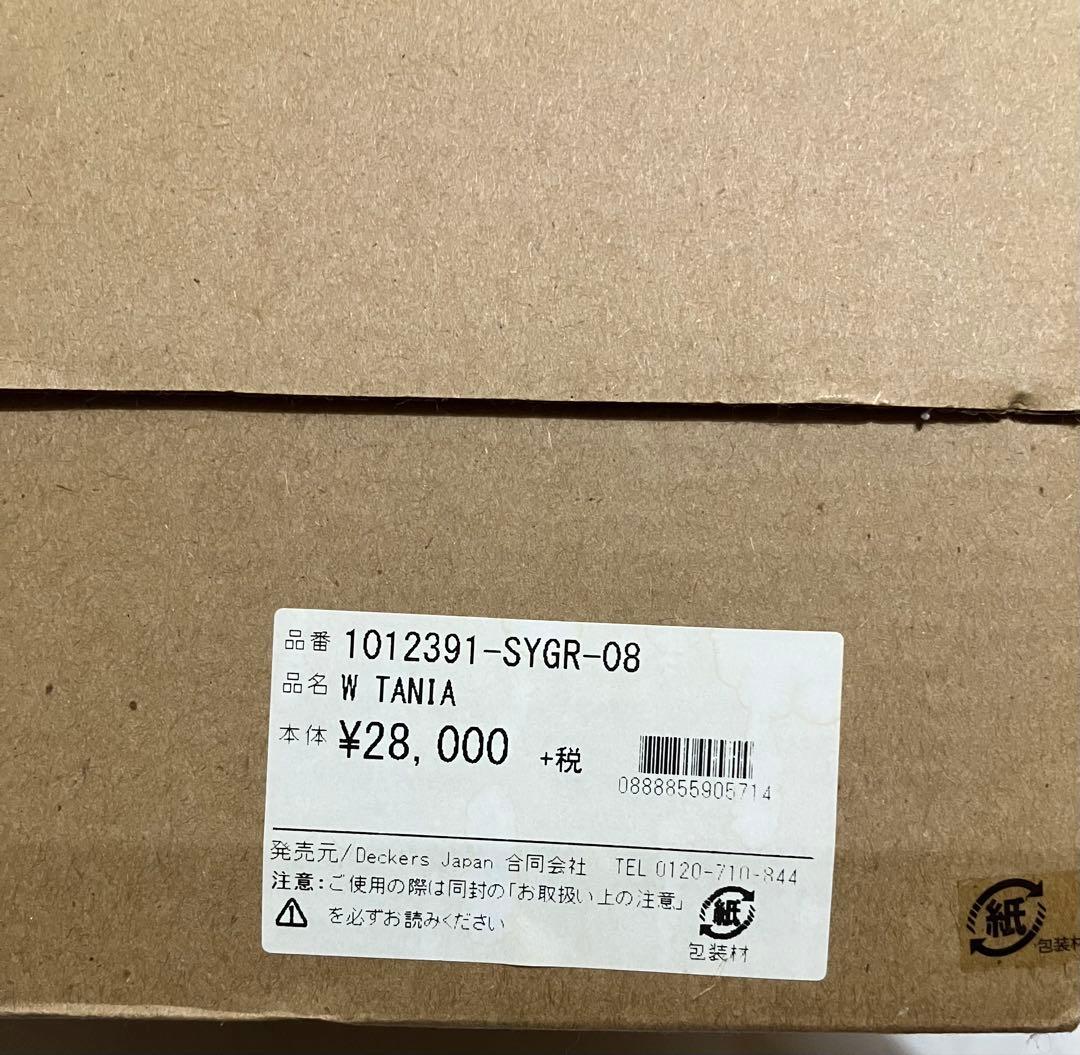 品番 1012391-SYGR-08
品名 W TANIA
本体 ¥28,000 +税
0888855905714
発売元/Deckers Japan 合同会社 TEL 0120-710-844
注意:ご使用の際は同封の「お取扱い上の注意」
を必ずお読みください
紙
包装材
紙
包装材